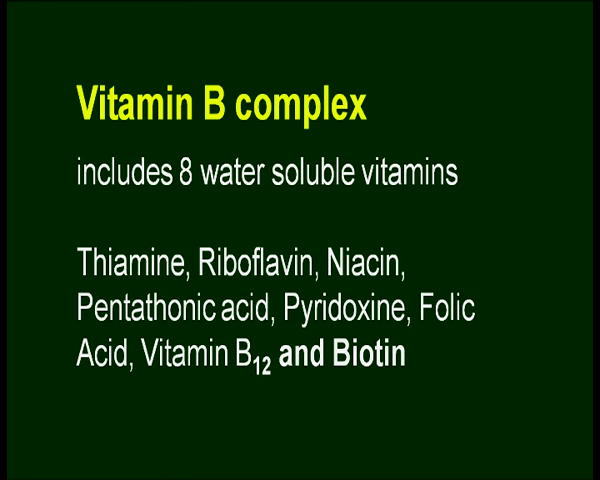 Vitamin B complex
includes 8 water soluble vitamins
Thiamine, Riboflavin, Niacin,
Pentathonic acid, Pyridoxine, Folic
Acid, Vitamin B₁₂ and Biotin